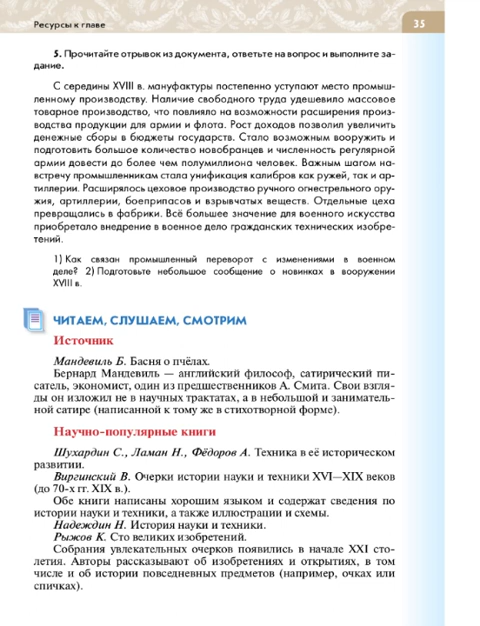 Ресурсы к главе
35
5. Прочитайте отрывок из документа, ответьте на вопрос и выполните за-
дание.
С середины XVIII в. мануфактуры постепенно уступают место промыш-
ленному производству. Наличие свободного труда удешевило массовое
товарное производство, что повлияло на возможности расширения произ-
водства продукции для армии и флота. Рост доходов позволил увеличить
денежные сборы в бюджеты государств. Стало возможным вооружить и
подготовить большое количество новобранцев и численность регулярной
армии довести до более чем полумиллиона человек. Важным шагом на-
встречу промышленникам стала унификация калибров как ружей, так и ар-
тиллерии. Расширялось цеховое производство ручного огнестрельного ору-
жия, артиллерии, боеприпасов и взрывчатых веществ. Отдельные цеха
превращались в фабрики. Всё большее значение для военного искусства
приобретало внедрение в военное дело гражданских технических изобре-
тений.
1) Как связан промышленный переворот с изменениями в военном
деле? 2) Подготовьте небольшое сообщение о новинках в вооружении
XVIII в.
ЧИТАЕМ, СЛУШАЕМ, СМОТРИМ
Источник
Мандевиль Б. Басня о пчёлах.
Бернард Мандевиль — английский философ, сатирический пи-
сатель, экономист, один из предшественников А. Смита. Свои взгля-
ды он изложил не в научных трактатах, а в небольшой и заниматель-
ной сатире (написанной к тому же в стихотворной форме).
Научно-популярные книги
Шухардин С., Ламан Н., Фёдоров А. Техника в её историческом
развитии.
Виргинский В. Очерки истории науки и техники XVI—XIX веков
(до 70-х гг. XIX в.).
Обе книги написаны хорошим языком и содержат сведения по
истории науки и техники, а также иллюстрации и схемы.
Надеждин Н. История науки и техники.
Рыжов К. Сто великих изобретений.
Собрания увлекательных очерков появились в начале XXI сто-
летия. Авторы рассказывают об изобретениях и открытиях, в том
числе и об истории повседневных предметов (например, очках или
спичках).